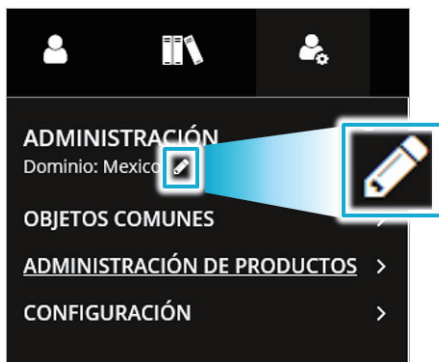 ADMINISTRACIÓN
Dominio: Mexico
OBJETOS COMUNES
ADMINISTRACIÓN DE PRODUCTOS
CONFIGURACIÓN